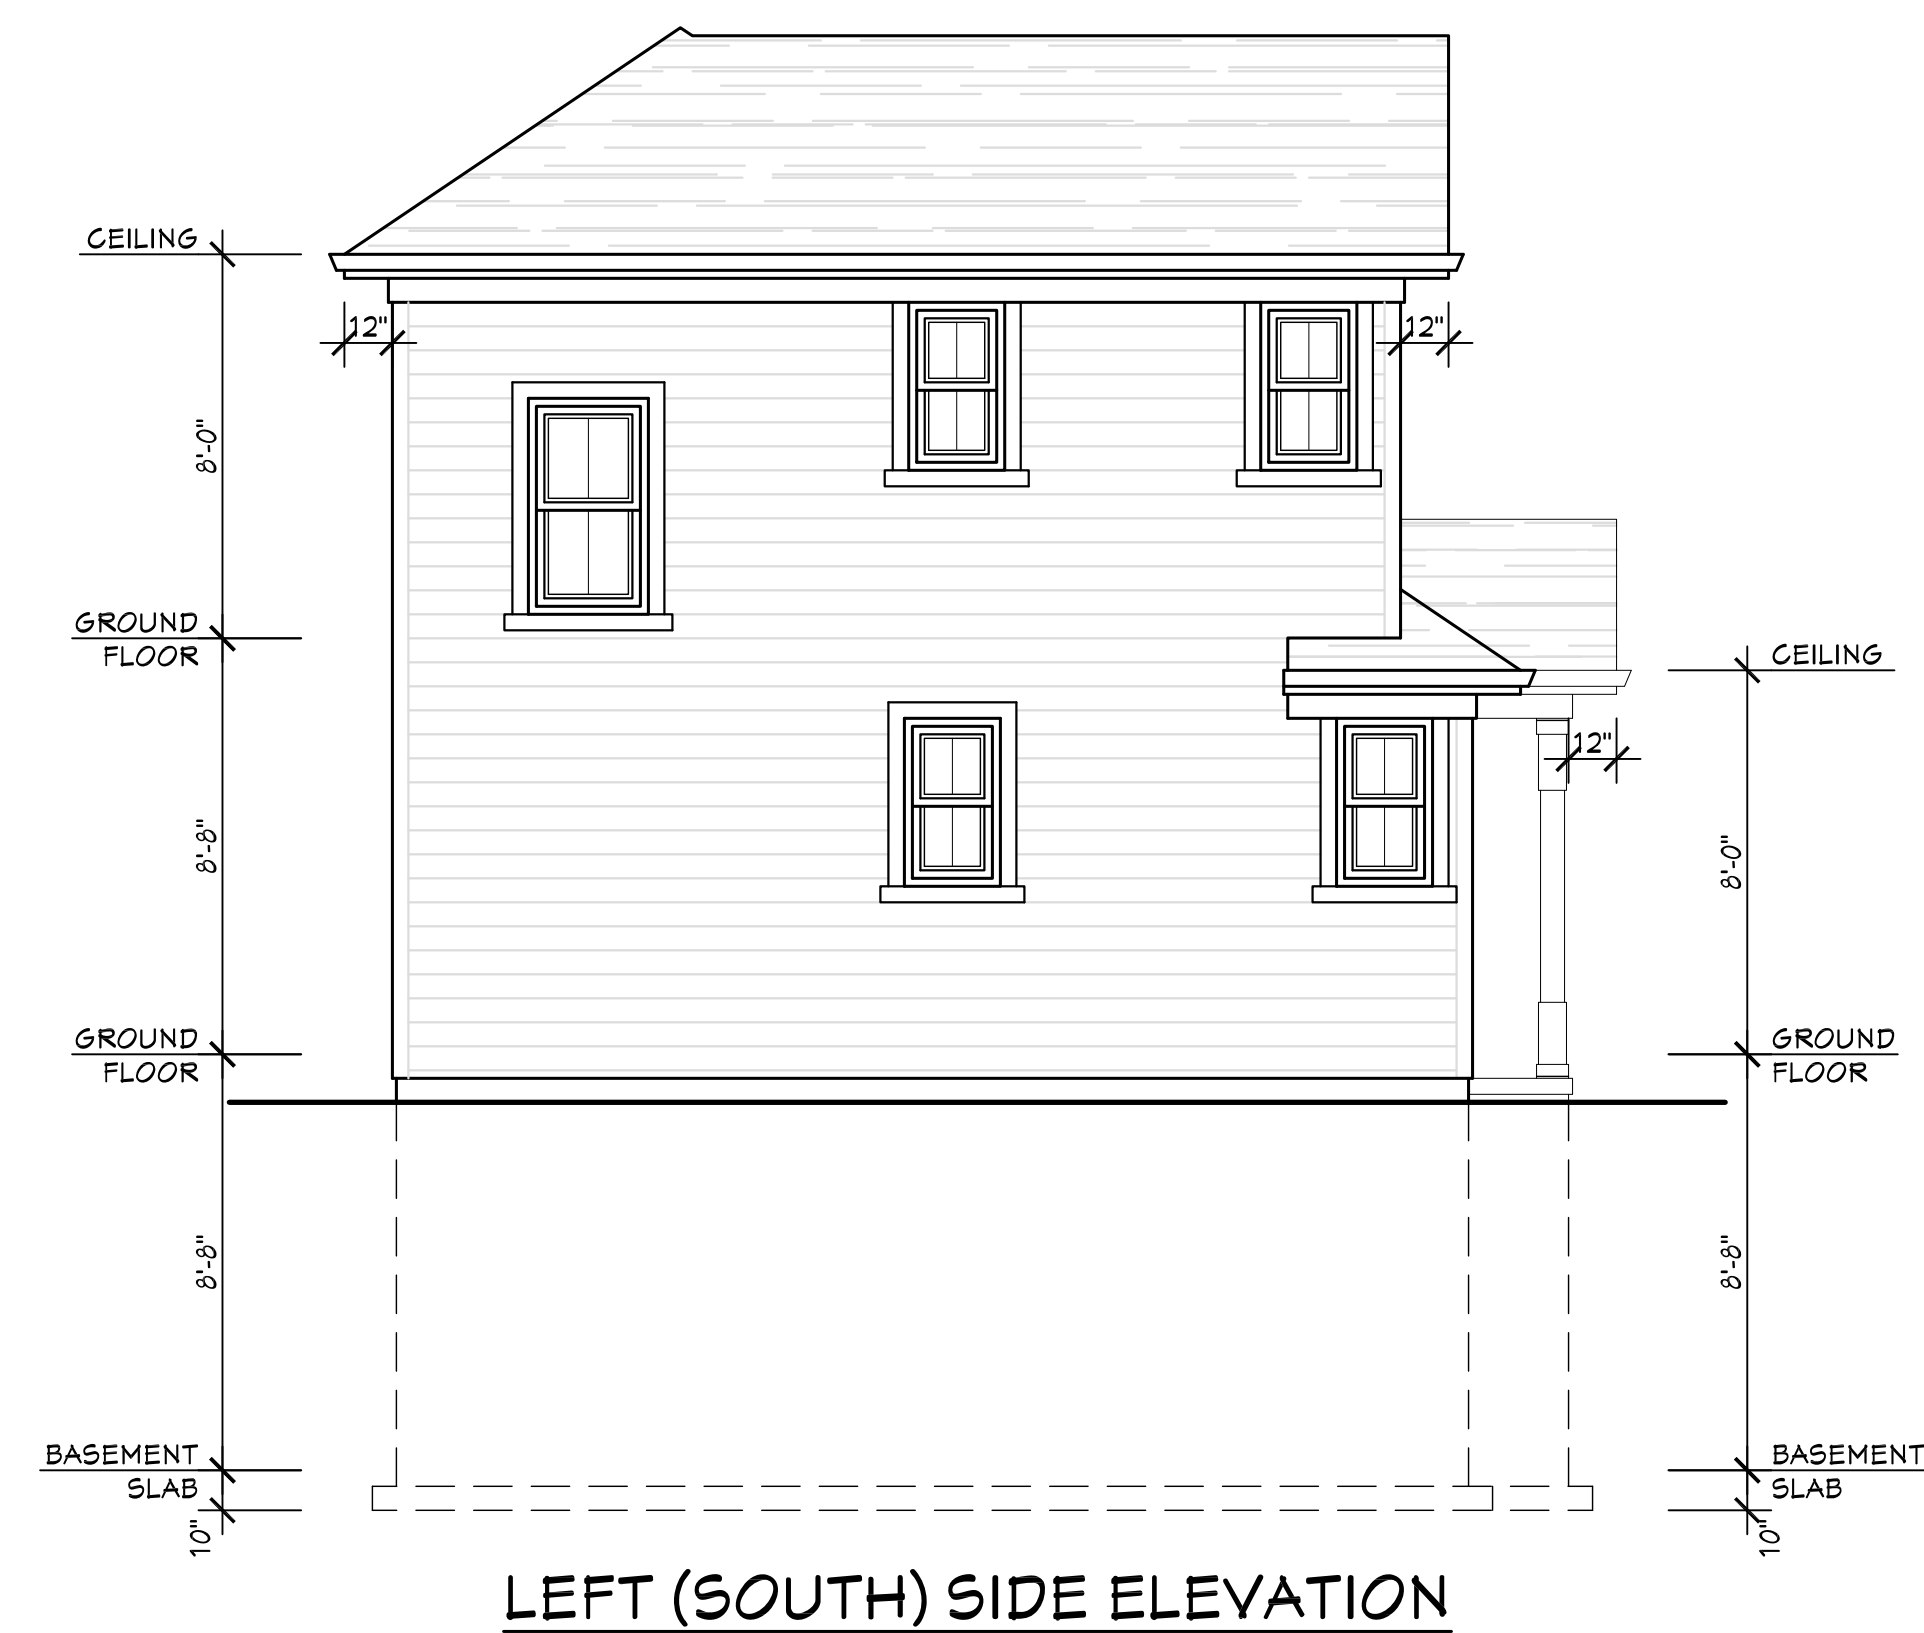 CEILING
12"
12"
8'-0"
GROUND
FLOOR
CEILING
12"
8'-8"
8'-0"
GROUND
FLOOR
GROUND
FLOOR
8'-8"
8'-8"
BASEMENT
SLAB
BASEMENT
SLAB
10"
10"
LEFT (SOUTH) SIDE ELEVATION